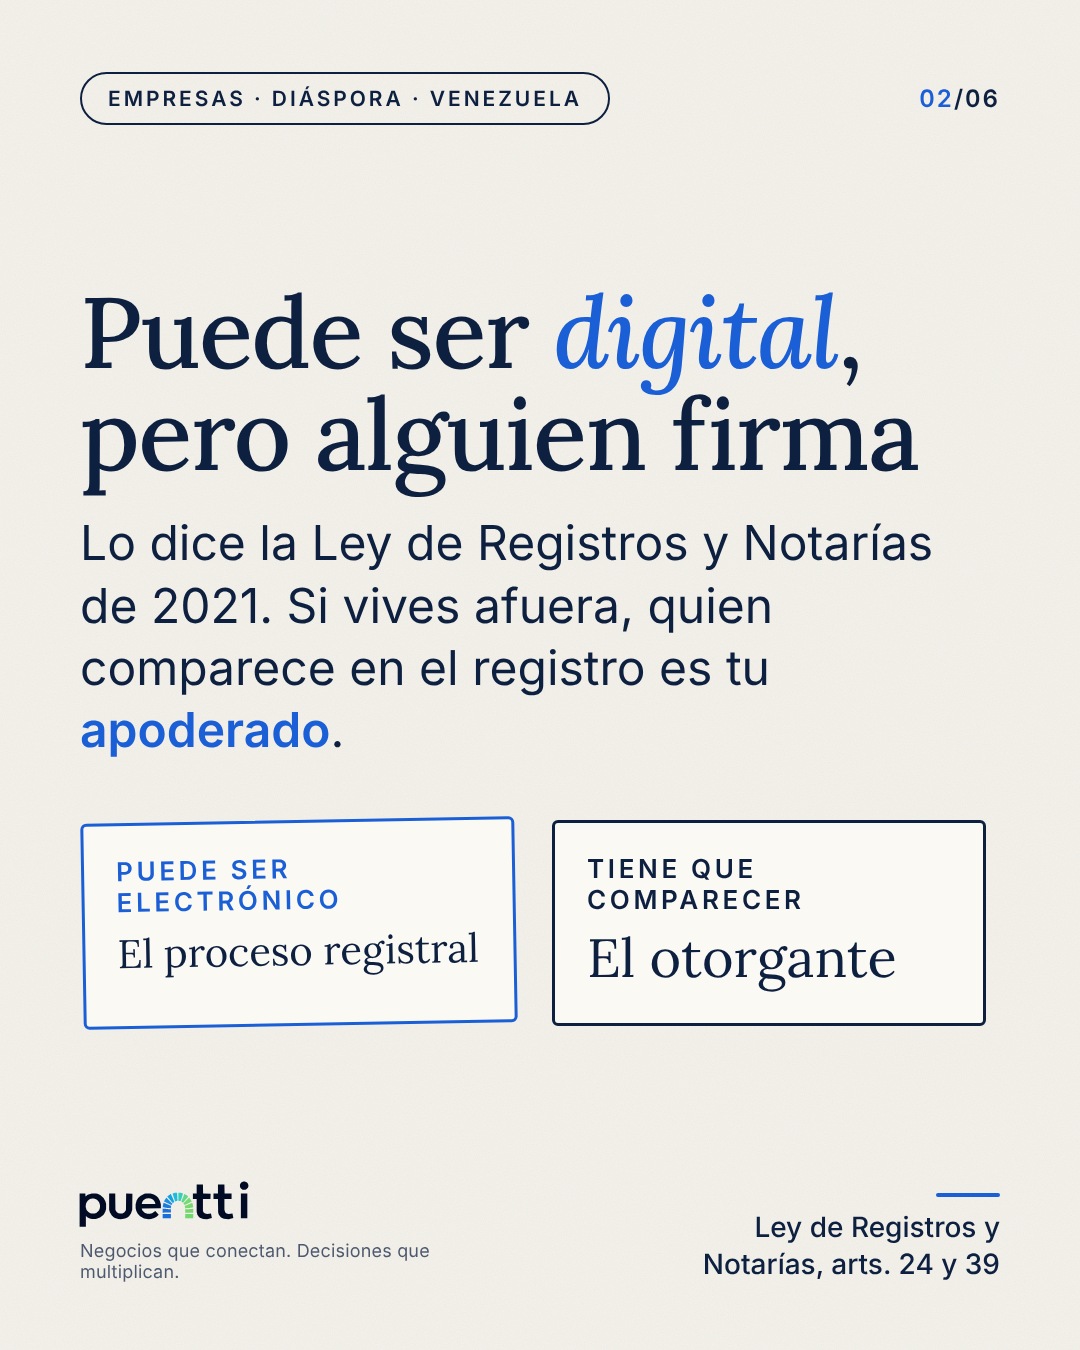 EMPRESAS · DIÁSPORA · VENEZUELA
02/06
Puede ser digital,
pero alguien firma
Lo dice la Ley de Registros y Notarías
de 2021. Si vives afuera, quien
comparece en el registro es tu
apoderado.
PUEDE SER
ELECTRÓNICO
El proceso registral
TIENE QUE
COMPARECER
El otorgante
puentti
Negocios que conectan. Decisiones que
multiplican.
Ley de Registros y
Notarías, arts. 24 y 39